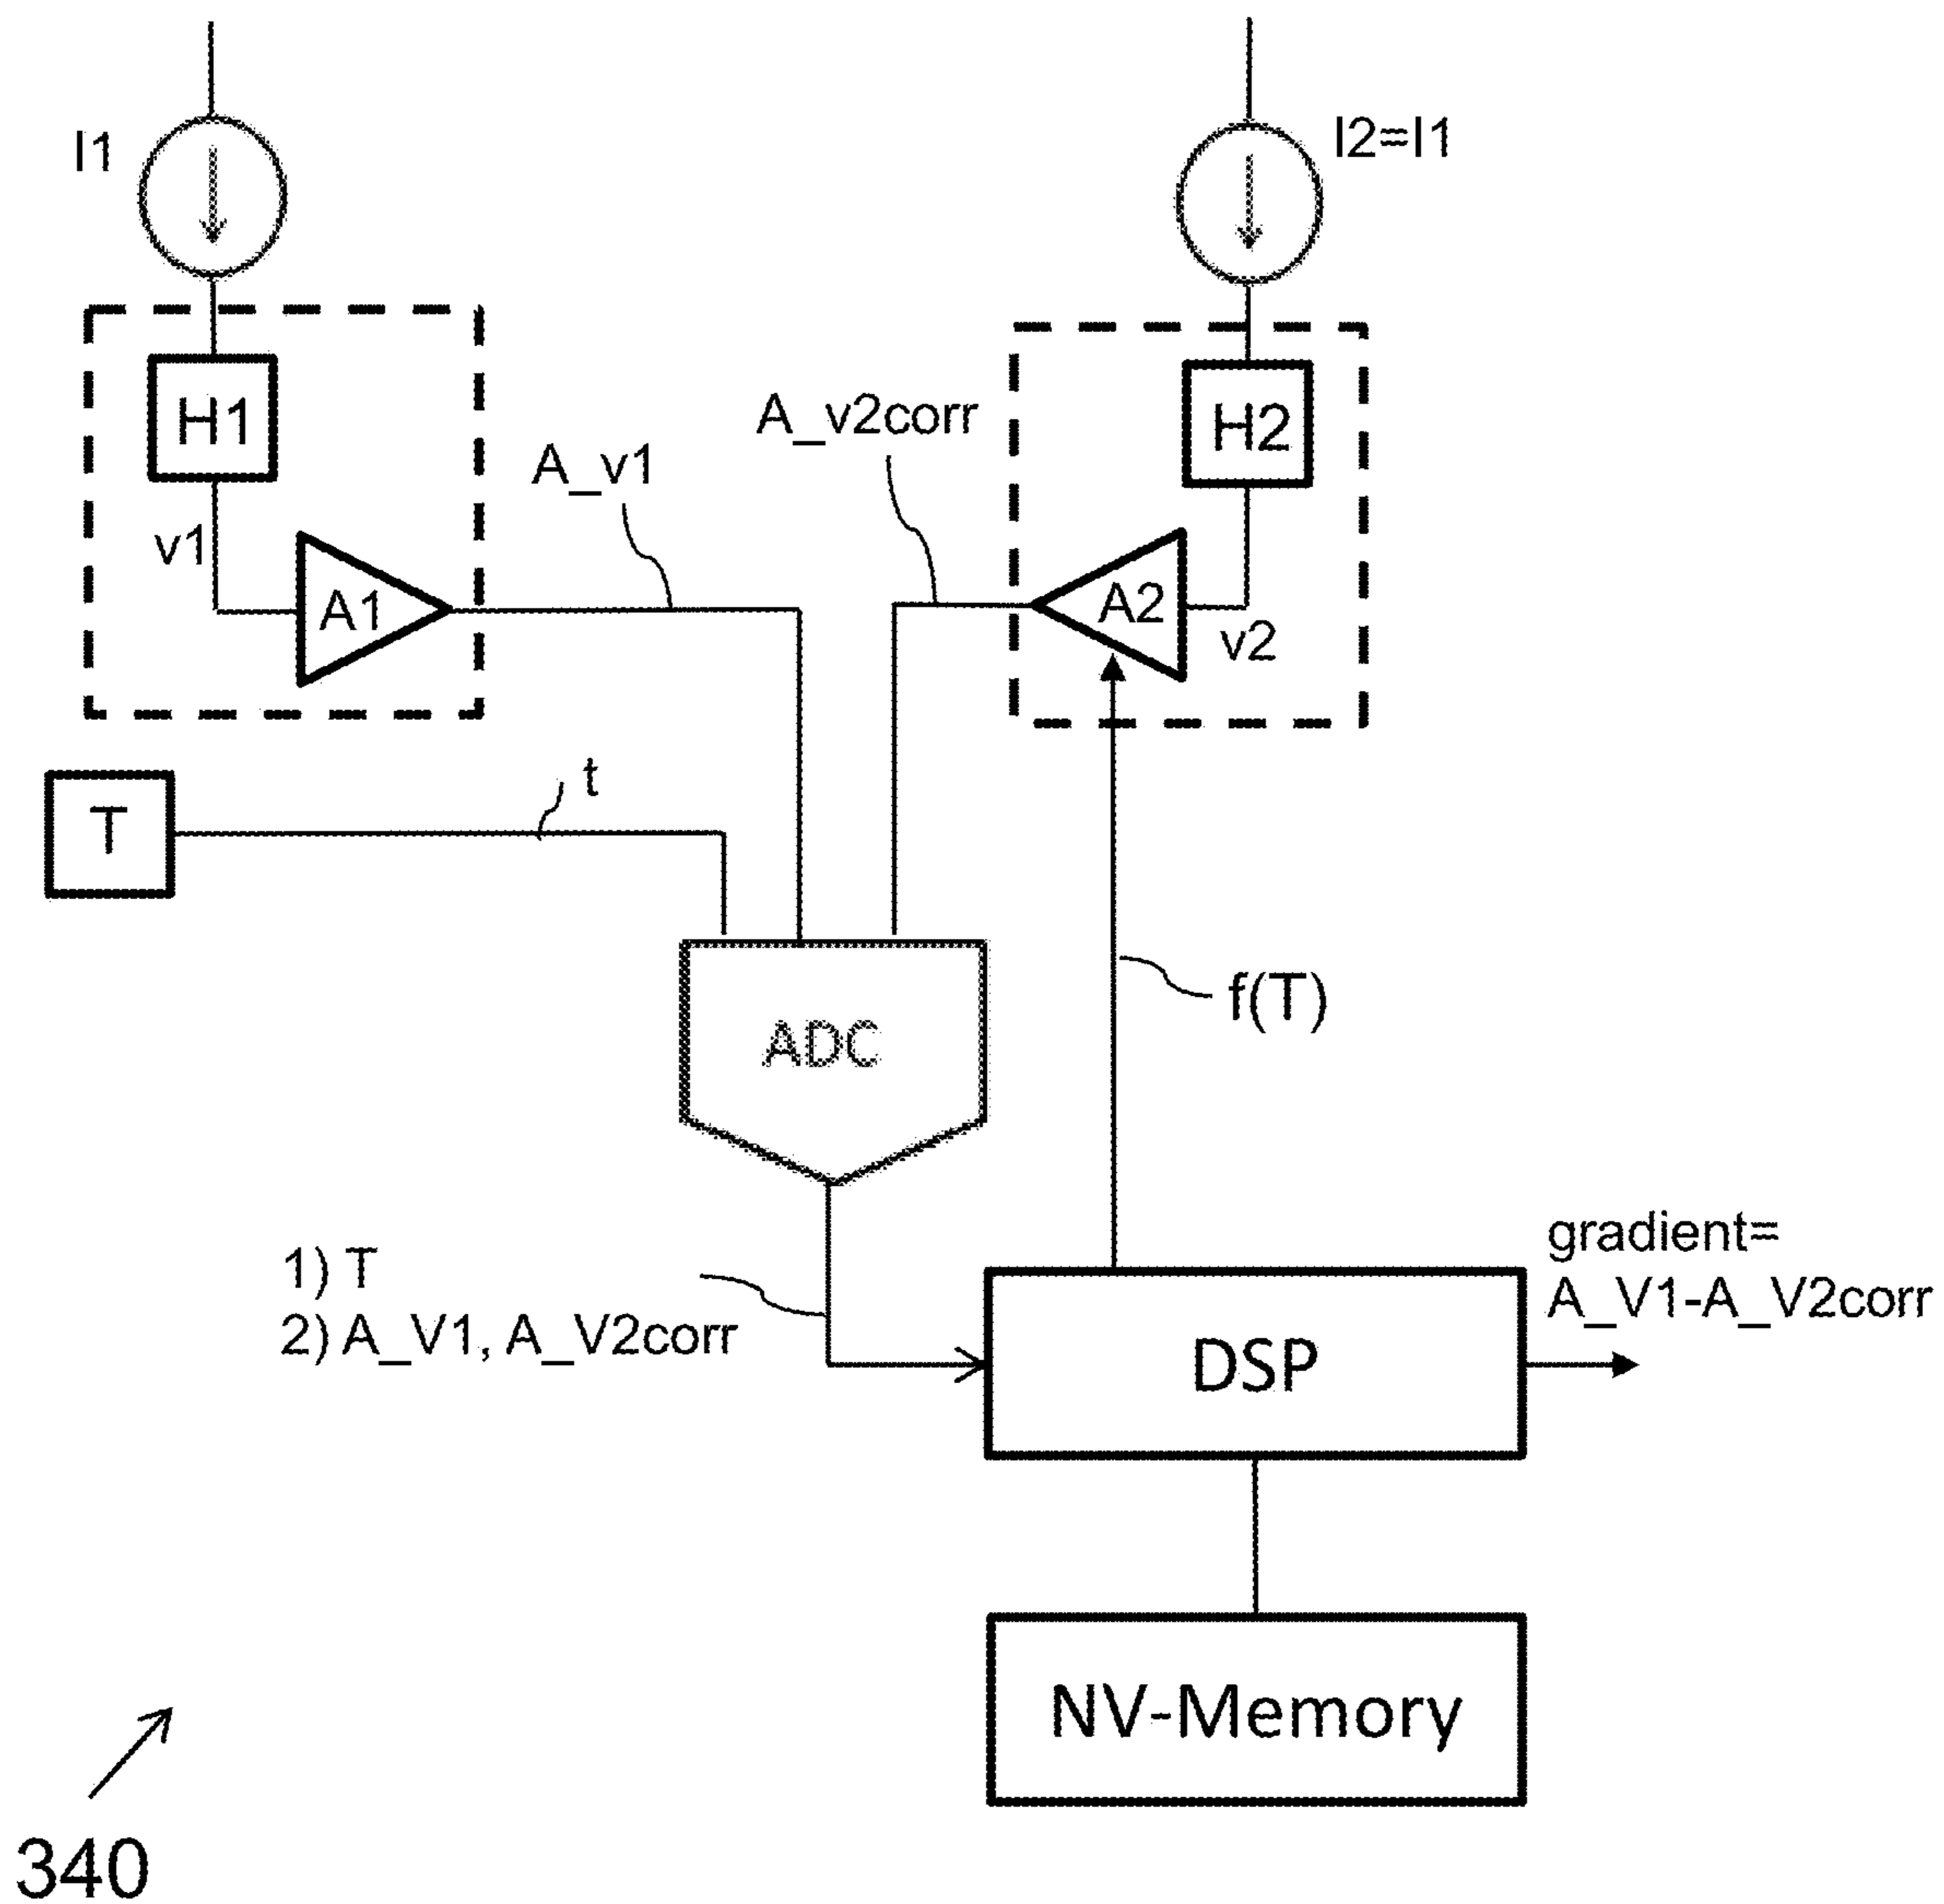 I1
I2=I1
H1
H2
A_v1
A_v2corr
v1
A1
A2
v2
T
t
f(T)
ADC
1) T
2) A_V1, A_V2corr
gradient=
A_V1-A_V2corr
DSP
NV-Memory
340